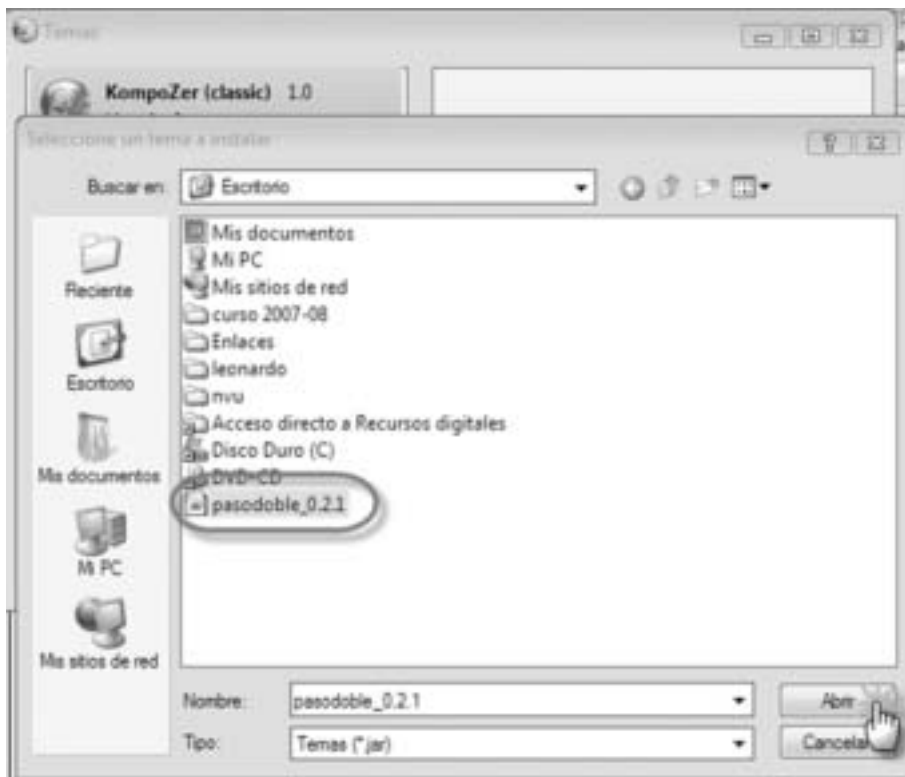 Temas
KompoZer (classic) 1.0
Seleccione un tema a instalar
Buscar en: Escritorio
Mis documentos
Mi PC
Mis sitios de red
curso 2007-08
Enlaces
leonardo
nvu
Acceso directo a Recursos digitales
Disco Duro (C)
DVD-CD
pasodoble_0.2.1
Reciente
Escritorio
Mis documentos
Mi PC
Mis sitios de red
Nombre: pasodoble_0.2.1
Abrir
Tipo: Temas (*.jar)
Cancelar